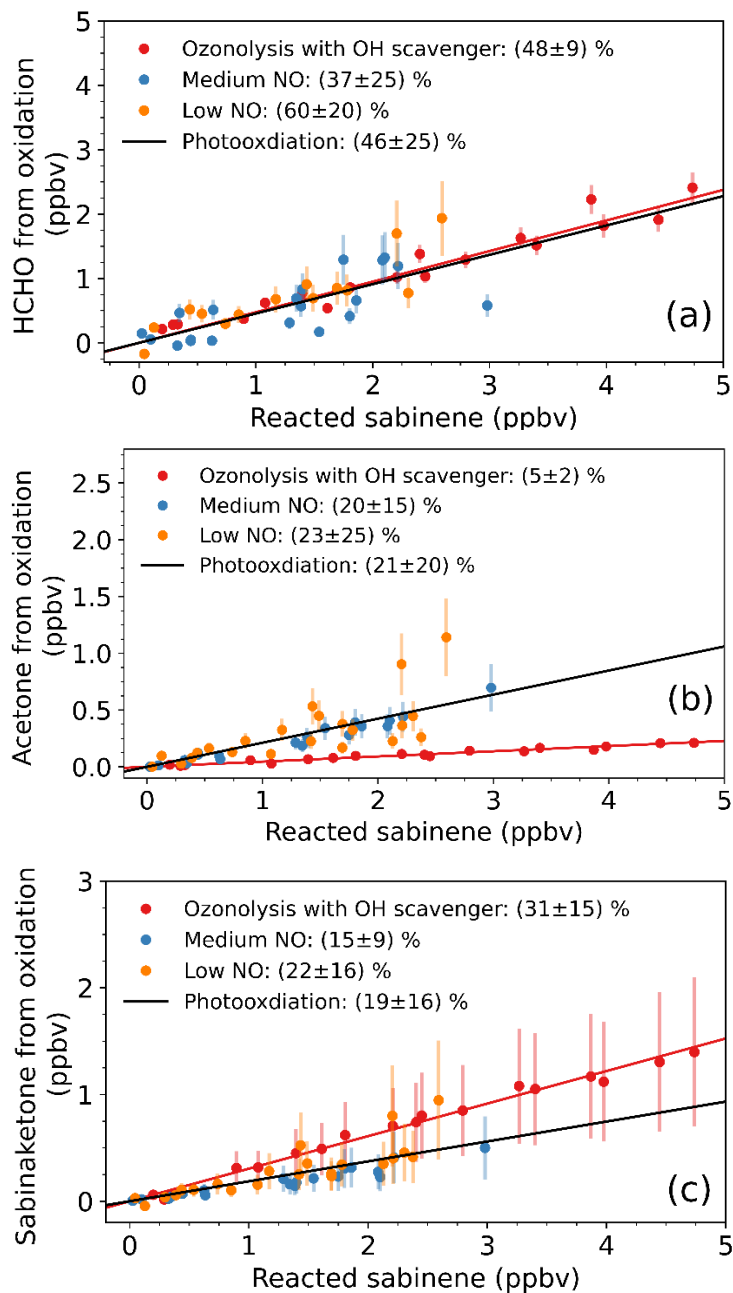 5
4
3
2
1
0
HCHO from oxidation
(ppbv)
Ozonolysis with OH scavenger: (48±9) %
Medium NO: (37±25) %
Low NO: (60±20) %
Photooxdiation: (46±25) %
(a)
0 1 2 3 4 5
Reacted sabinene (ppbv)
2.5
2.0
1.5
1.0
0.5
0.0
Acetone from oxidation
(ppbv)
Ozonolysis with OH scavenger: (5±2) %
Medium NO: (20±15) %
Low NO: (23±25) %
Photooxdiation: (21±20) %
(b)
0 1 2 3 4 5
Reacted sabinene (ppbv)
3
2
1
0
Sabinaketone from oxidation
(ppbv)
Ozonolysis with OH scavenger: (31±15) %
Medium NO: (15±9) %
Low NO: (22±16) %
Photooxdiation: (19±16) %
(c)
0 1 2 3 4 5
Reacted sabinene (ppbv)